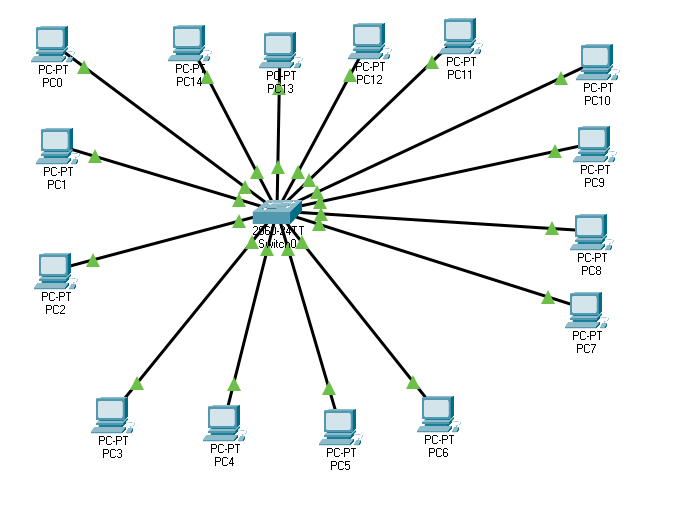 PC-PT
PC0
PC-PT
PC14
PC-PT
PC13
PC-PT
PC12
PC-PT
PC11
PC-PT
PC10
PC-PT
PC1
PC-PT
PC9
2960-24TT
Switch0
PC-PT
PC8
PC-PT
PC2
PC-PT
PC7
PC-PT
PC3
PC-PT
PC4
PC-PT
PC5
PC-PT
PC6